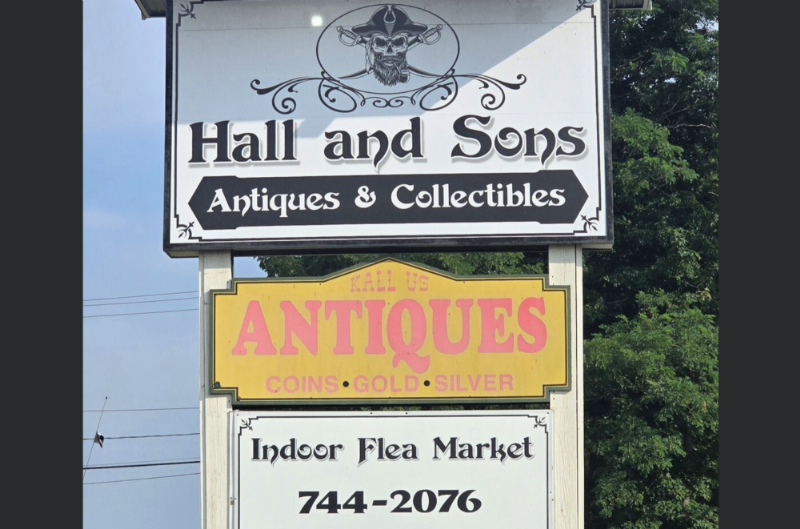 Hall and Sons
Antiques & Collectibles
KALL US
ANTIQUES
COINS • GOLD • SILVER
Indoor Flea Market
744-2076